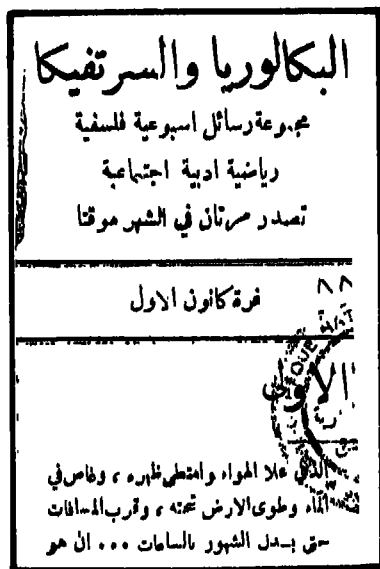 البكالوريا والسرتفيكا
مجموعة رسائل اسبوعية فلسفية
رياضية ادبية اجتماعية
تصدر مرتان في الشهر موقتا
٨٨
غرة كانون الاول
علا الهواء وامتطى ظهره ، وغاص في
الماء وطوى الارض تحته ، وقرب المسافات
حتى بدل الشهور بالساعات ... ان هو